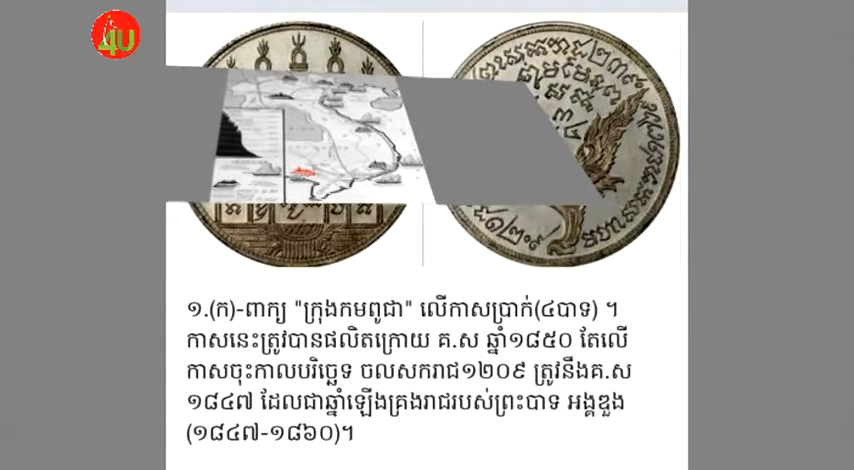 4U
១.(ក)-ពាក្យ "ក្រុងកមពូជា" លើកាសប្រាក់(៤បាទ) ។
កាសនេះត្រូវបានផលិតក្រោយ គ.ស ឆ្នាំ១៨៥០ តែលើ
កាសចុះកាលបរិច្ឆេទ ចលសករាជ១២០៩ ត្រូវនឹងគ.ស
១៨៤៧ ដែលជាឆ្នាំឡើងគ្រងរាជរបស់ព្រះបាទ អង្គឌួង
(១៨៤៧-១៨៦០)។